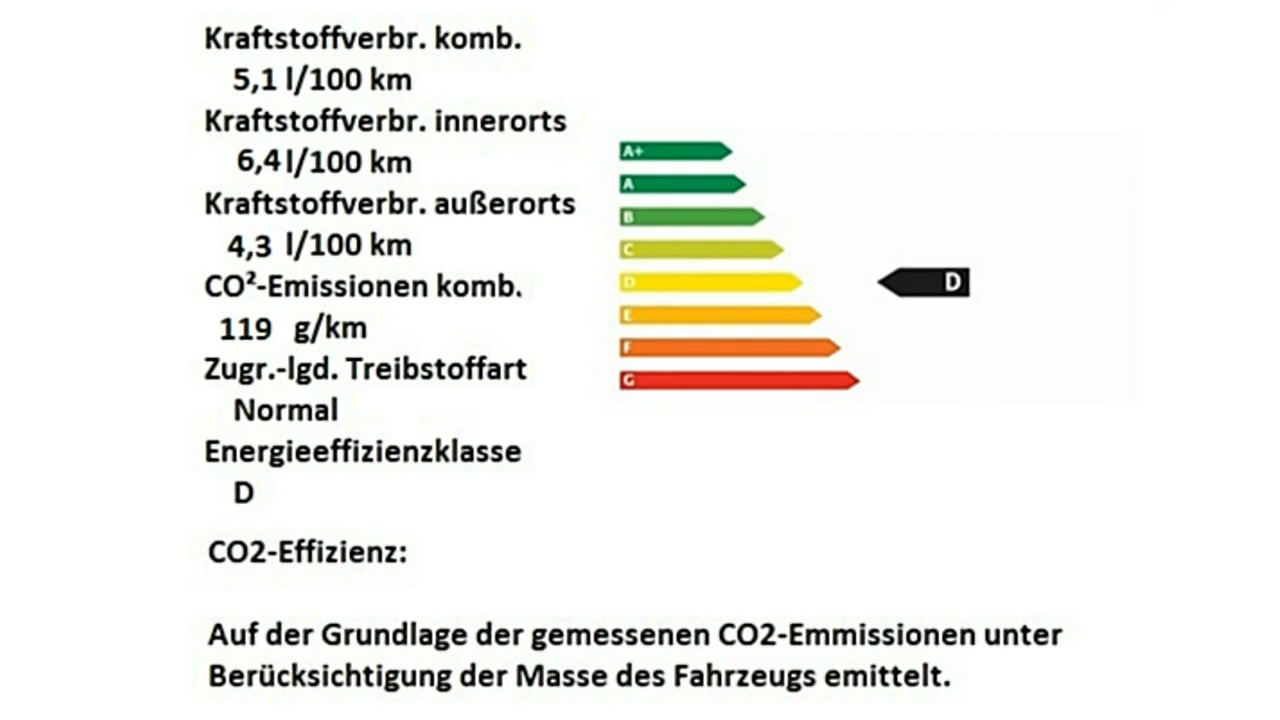 Kraftstoffverbr. komb.
5,1 l/100 km
Kraftstoffverbr. innerorts
6,4 l/100 km
Kraftstoffverbr. außerorts
4,3 l/100 km
CO²-Emissionen komb.
119 g/km
Zugr.-lgd. Treibstoffart
Normal
Energieeffizienzklasse
D
A+
A
B
C
D
E
F
G
D
CO2-Effizienz:
Auf der Grundlage der gemessenen CO2-Emmissionen unter
Berücksichtigung der Masse des Fahrzeugs emittelt.